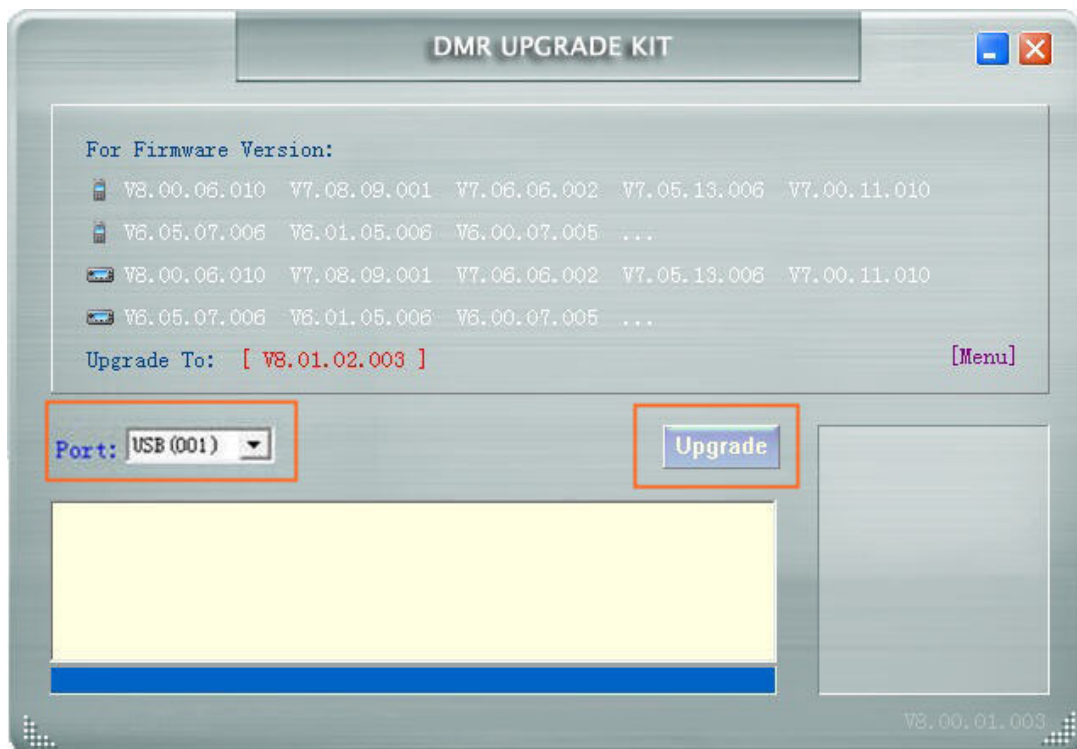 DMR UPGRADE KIT
For Firmware Version:
V8.00.06.010 V7.08.09.001 V7.06.06.002 V7.05.13.006 V7.00.11.010
V6.05.07.006 V6.01.05.006 V6.00.07.005 ...
V8.00.06.010 V7.08.09.001 V7.06.06.002 V7.05.13.006 V7.00.11.010
V6.05.07.006 V6.01.05.006 V6.00.07.005 ...
Upgrade To: [ V8.01.02.003 ] [Menu]
Port: USB(001) Upgrade
V8.00.01.003